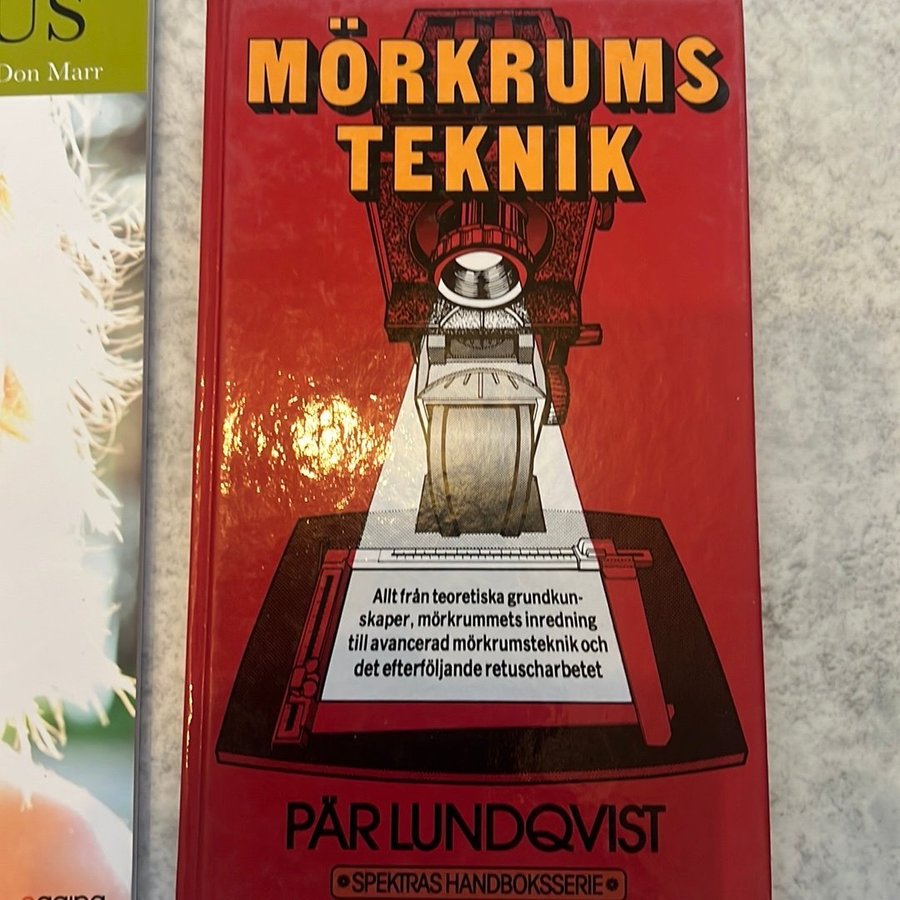 US
Don Marr
MÖRKRUMS
TEKNIK
Allt från teoretiska grundkun-
skaper, mörkrummets inredning
till avancerad mörkrumsteknik och
det efterföljande retuscharbetet
PÄR LUNDQVIST
SPEKTRAS HANDBOKSSERIE